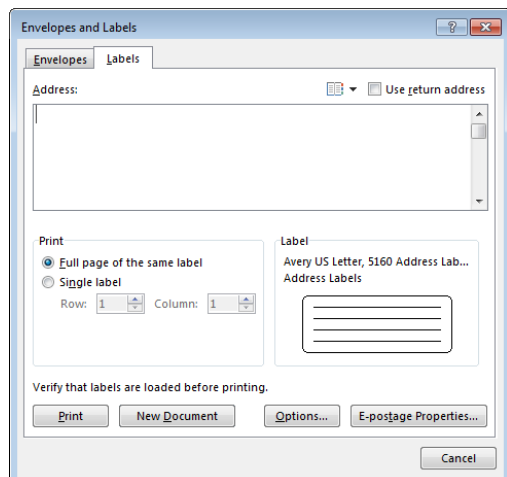 Envelopes and Labels
Envelopes Labels
Address: Use return address
Print
Full page of the same label
Single label
Row: 1 Column: 1
Label
Avery US Letter, 5160 Address Lab...
Address Labels
Verify that labels are loaded before printing.
Print New Document Options... E-postage Properties...
Cancel